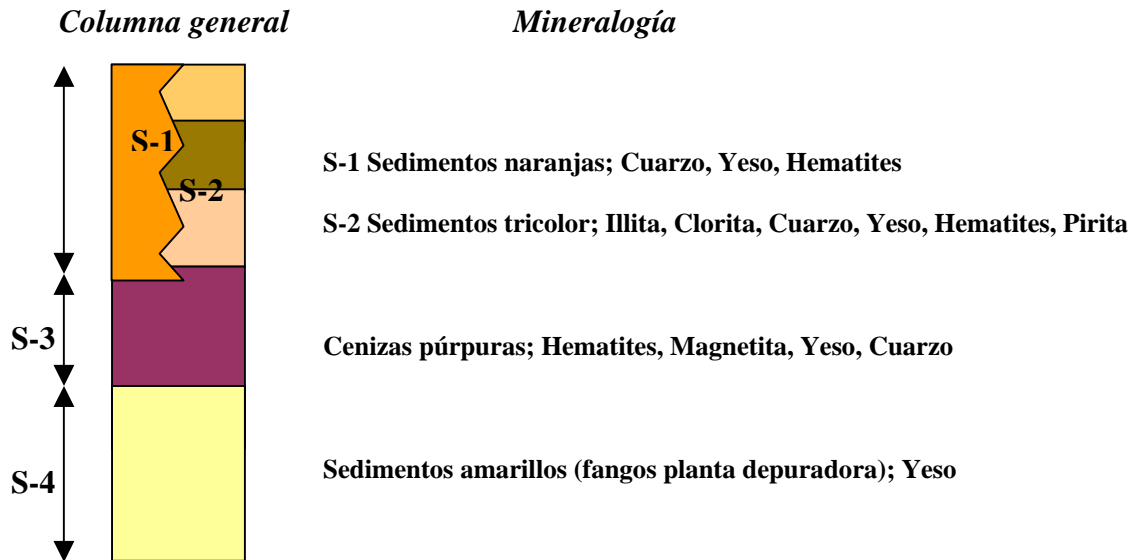 Columna general
Mineralogía
S-1
S-1 Sedimentos naranjas; Cuarzo, Yeso, Hematites
S-2
S-2 Sedimentos tricolor; Illita, Clorita, Cuarzo, Yeso, Hematites, Pirita
S-3
Cenizas púrpuras; Hematites, Magnetita, Yeso, Cuarzo
S-4
Sedimentos amarillos (fangos planta depuradora); Yeso